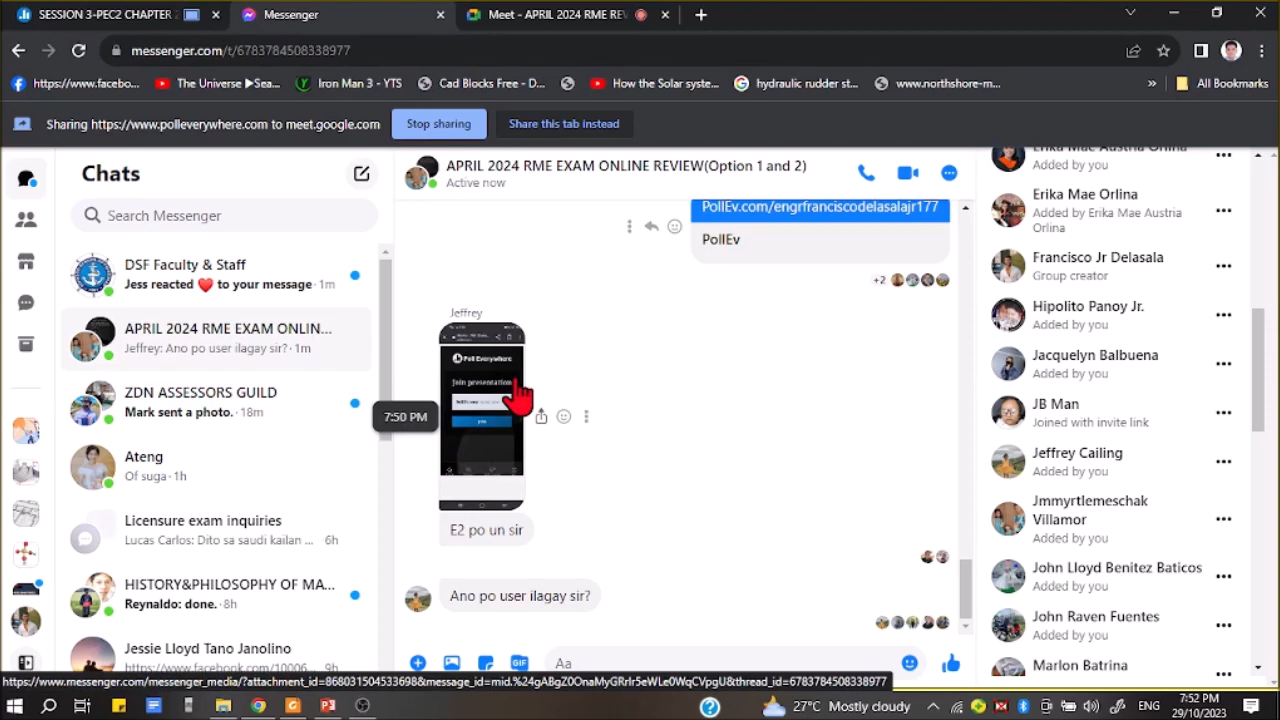 SESSION 3-PEC2 CHAPTER
Messenger
Meet - APRIL 2024 RME REV
messenger.com/t/6783784508338977
https://www.facebo...
The Universe
Sea...
Iron Man 3 - YTS
Cad Blocks Free - D...
How the Solar syste...
hydraulic rudder st...
www.northshore-m...
All Bookmarks
Sharing https://www.polleverywhere.com to meet.google.com
Stop sharing
Share this tab instead
Chats
Search Messenger
DSF Faculty & Staff
Jess reacted ❤️ to your message · 1m
APRIL 2024 RME EXAM ONLIN...
Jeffrey: Ano po user ilagay sir? · 1m
ZDN ASSESSORS GUILD
Mark sent a photo. · 18m
Ateng
Of suga · 1h
Licensure exam inquiries
Lucas Carlos: Dito sa saudi kailan ... 6h
HISTORY&PHILOSOPHY OF MA...
Reynaldo: done. · 8h
Jessie Lloyd Tano Janolino
https://www.facebook.com/10006... 9h
APRIL 2024 RME EXAM ONLINE REVIEW(Option 1 and 2)
Active now
PollEv.com/engrfranciscodelasalajr177
PollEv
+2
Jeffrey
Poll Everywhere
Join presentation
7:50 PM
E2 po un sir
Ano po user ilagay sir?
GIF
Aa
Erika Mae Austria Orlina
Added by you
Erika Mae Orlina
Added by Erika Mae Austria
Orlina
Francisco Jr Delasala
Group creator
Hipolito Panoy Jr.
Added by you
Jacquelyn Balbuena
Added by you
JB Man
Joined with invite link
Jeffrey Cailing
Added by you
Jmmyrtlemeschak
Villamor
Added by you
John Lloyd Benitez Baticos
Added by you
John Raven Fuentes
Added by you
Marlon Batrina
27°C Mostly cloudy
ENG
7:52 PM
29/10/2023